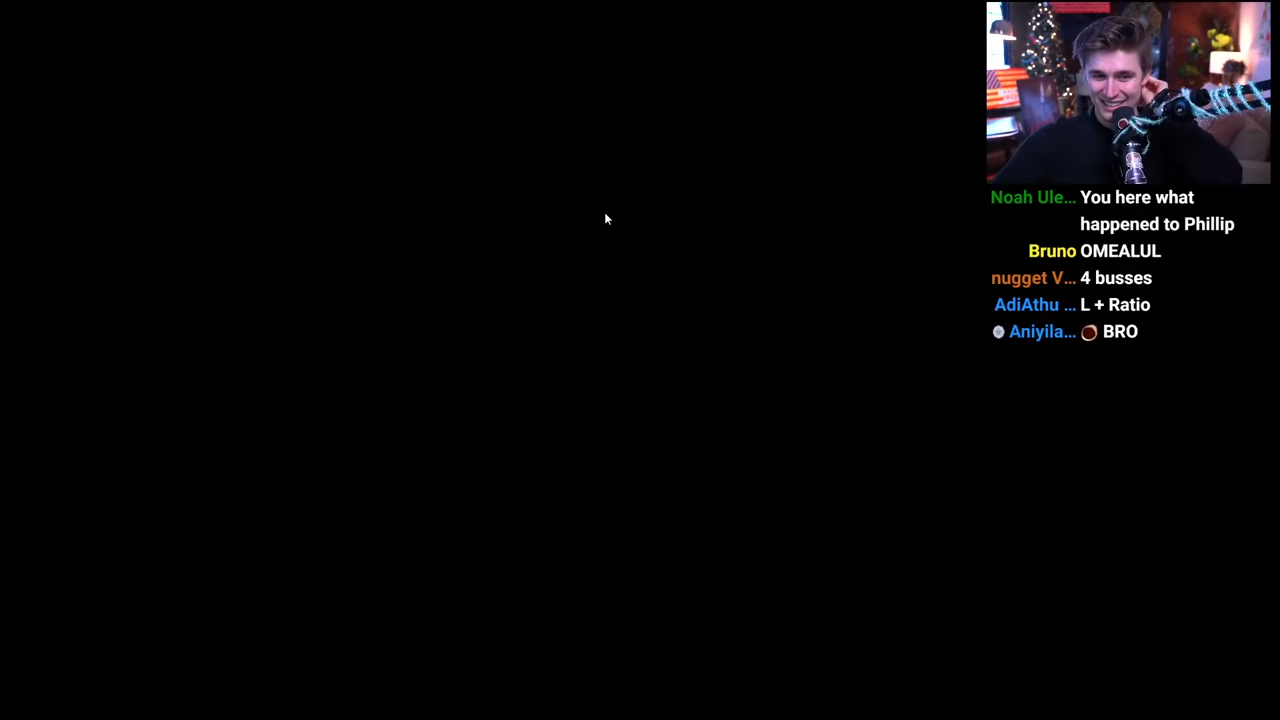 Noah Ule... You here what
happened to Phillip
Bruno OMEALUL
nugget V... 4 busses
AdiAthu ... L + Ratio
Aniyila... BRO